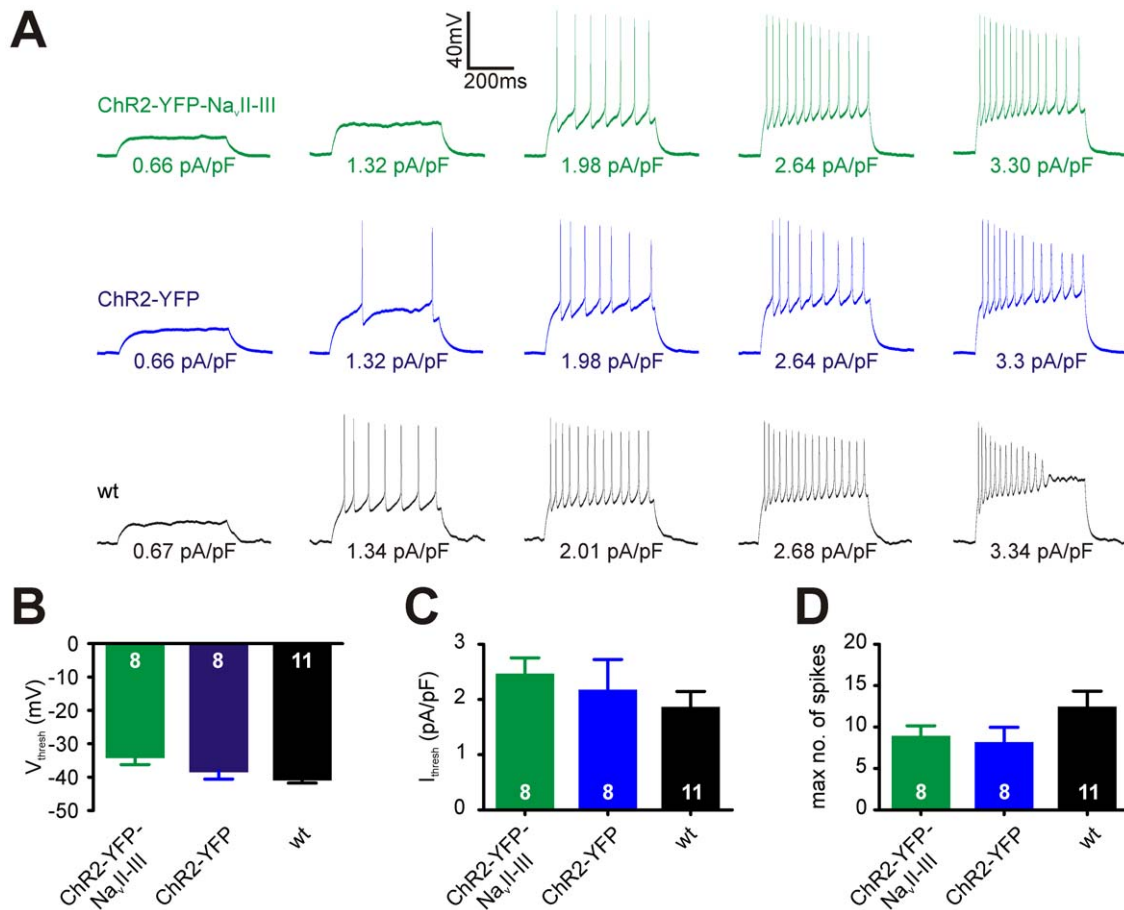 A
40mV
200ms
ChR2-YFP-NaᵥII-III
0.66 pA/pF 1.32 pA/pF 1.98 pA/pF 2.64 pA/pF 3.30 pA/pF
ChR2-YFP
0.66 pA/pF 1.32 pA/pF 1.98 pA/pF 2.64 pA/pF 3.3 pA/pF
wt
0.67 pA/pF 1.34 pA/pF 2.01 pA/pF 2.68 pA/pF 3.34 pA/pF
B
Vthresh (mV)
0
-10
-20
-30
-40
-50
8 8 11
ChR2-YFP-
NaᵥII-III
ChR2-YFP
wt
C
Ithresh (pA/pF)
3
2
1
0
8 8 11
ChR2-YFP-
NaᵥII-III
ChR2-YFP
wt
D
max no. of spikes
20
15
10
5
0
8 8 11
ChR2-YFP-
NaᵥII-III
ChR2-YFP
wt